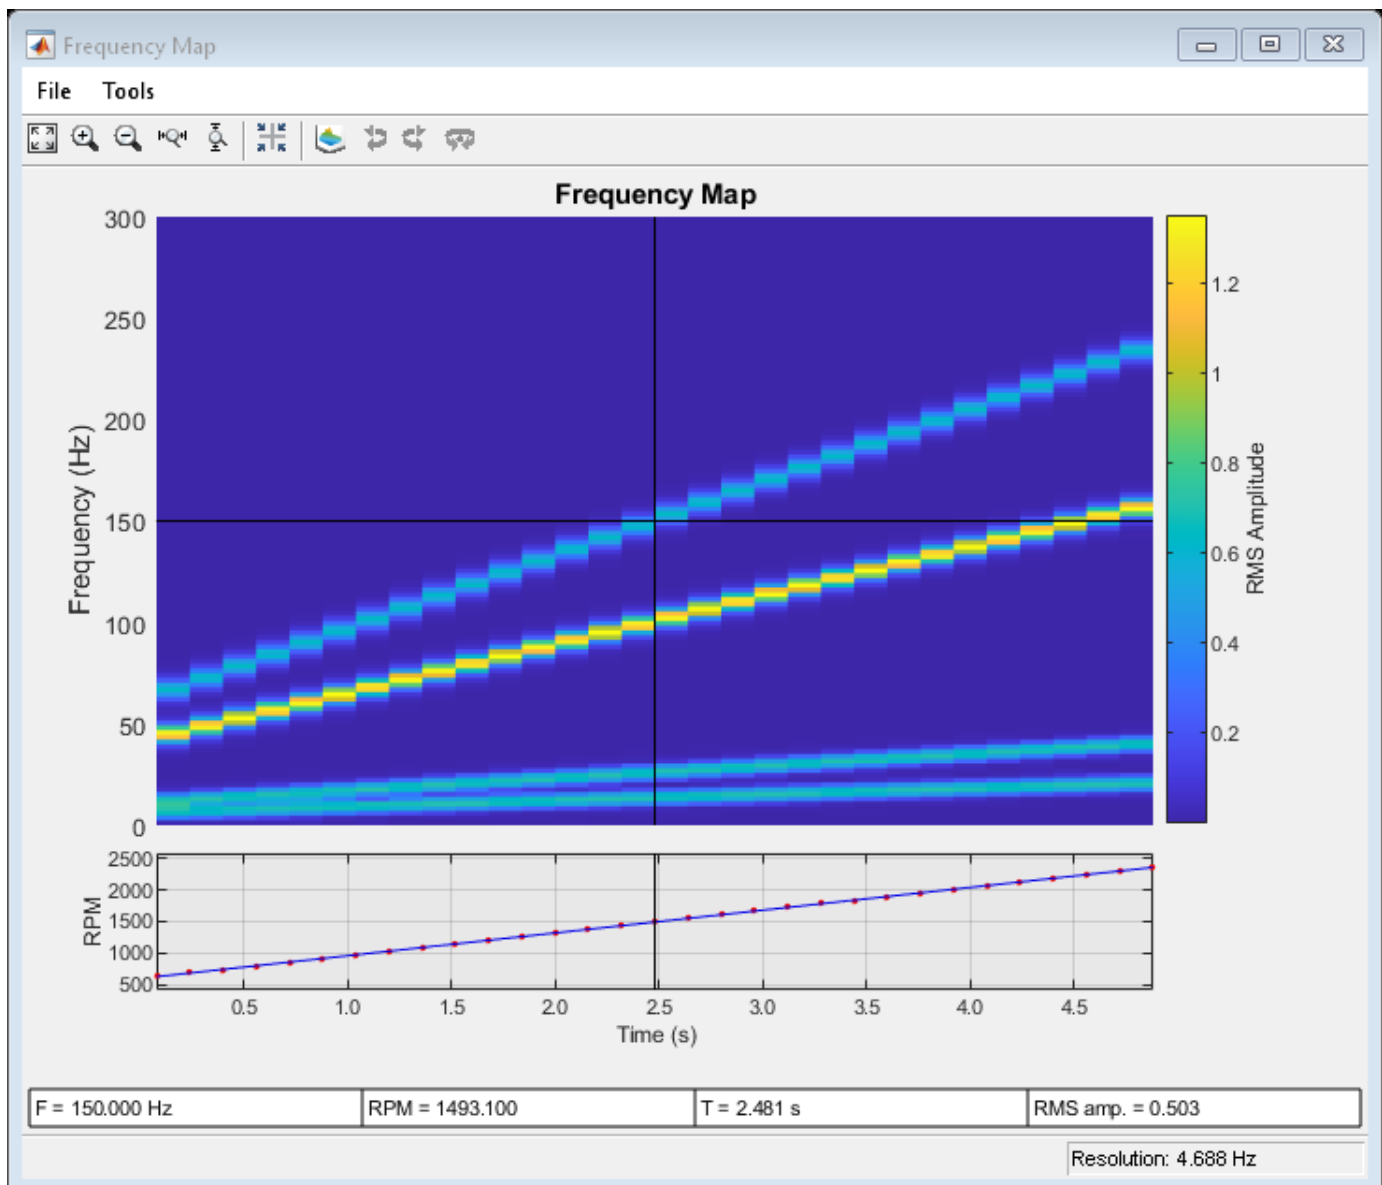 Frequency Map
File Tools
Frequency Map
300
250
200
150
100
50
0
Frequency (Hz)
1.2
1
0.8
0.6
0.4
0.2
RMS Amplitude
2500
2000
1500
1000
500
RPM
0.5 1.0 1.5 2.0 2.5 3.0 3.5 4.0 4.5
Time (s)
F = 150.000 Hz RPM = 1493.100 T = 2.481 s RMS amp. = 0.503
Resolution: 4.688 Hz